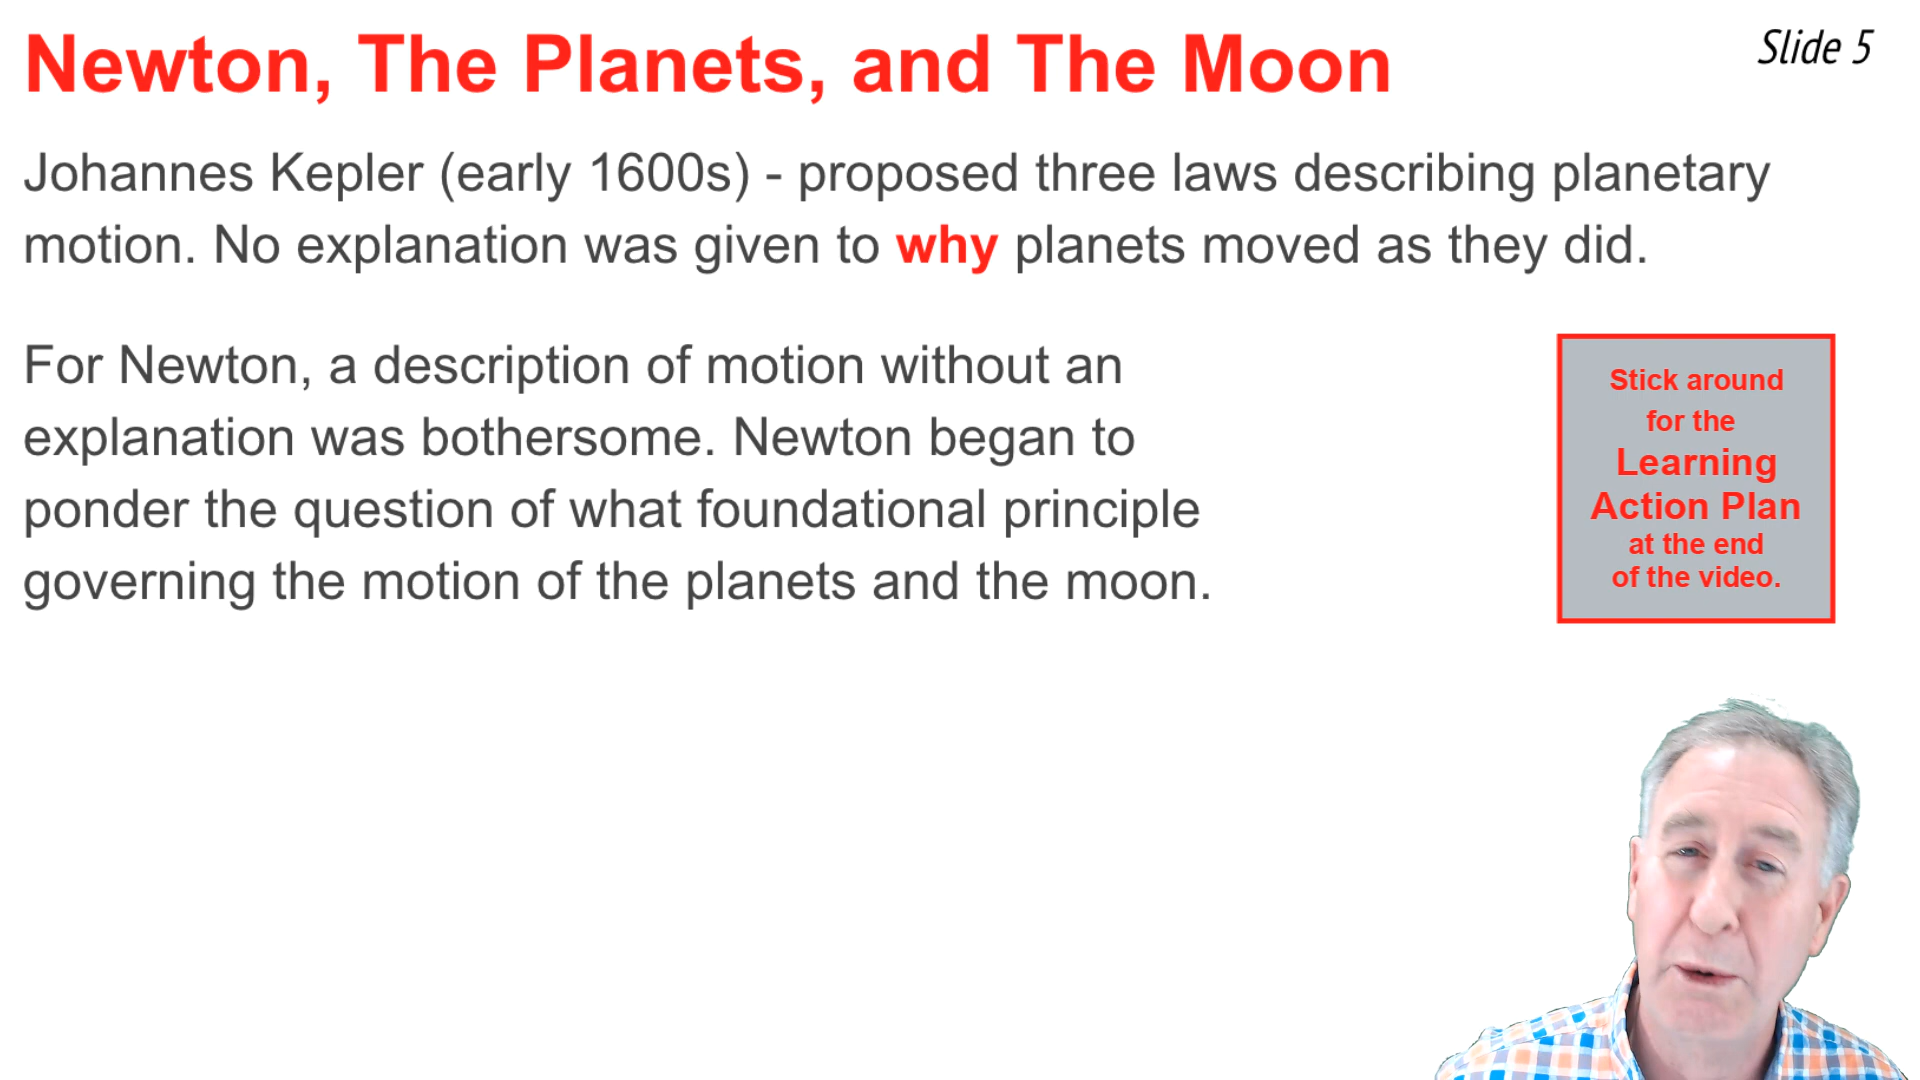 Newton, The Planets, and The Moon
Slide 5
Johannes Kepler (early 1600s) - proposed three laws describing planetary
motion. No explanation was given to why planets moved as they did.
For Newton, a description of motion without an
explanation was bothersome. Newton began to
ponder the question of what foundational principle
governing the motion of the planets and the moon.
Stick around
for the
Learning
Action Plan
at the end
of the video.